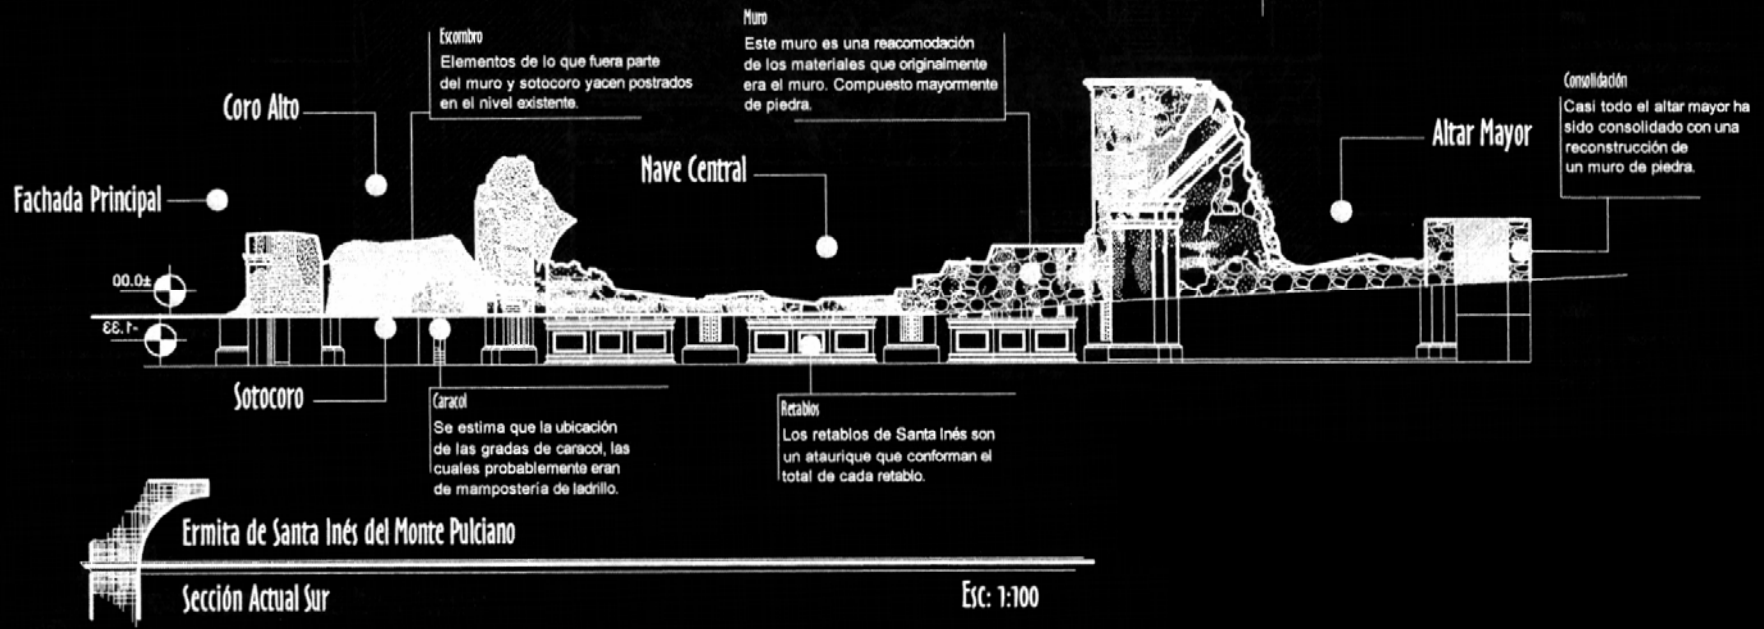 Muro
Este muro es una reacomodación
de los materiales que originalmente
era el muro. Compuesto mayormente
de piedra.
Escombro
Elementos de lo que fuera parte
del muro y sotocoro yacen postrados
en el nivel existente.
Consolidación
Casi todo el altar mayor ha
sido consolidado con una
reconstrucción de
un muro de piedra.
Coro Alto
Altar Mayor
Nave Central
Fachada Principal
±0.00
-1.33
Sotocoro
Caracol
Se estima que la ubicación
de las gradas de caracol, las
cuales probablemente eran
de mampostería de ladrillo.
Retablos
Los retablos de Santa Inés son
un ataurique que conforman el
total de cada retablo.
Ermita de Santa Inés del Monte Pulciano
Sección Actual Sur
Esc: 1:100